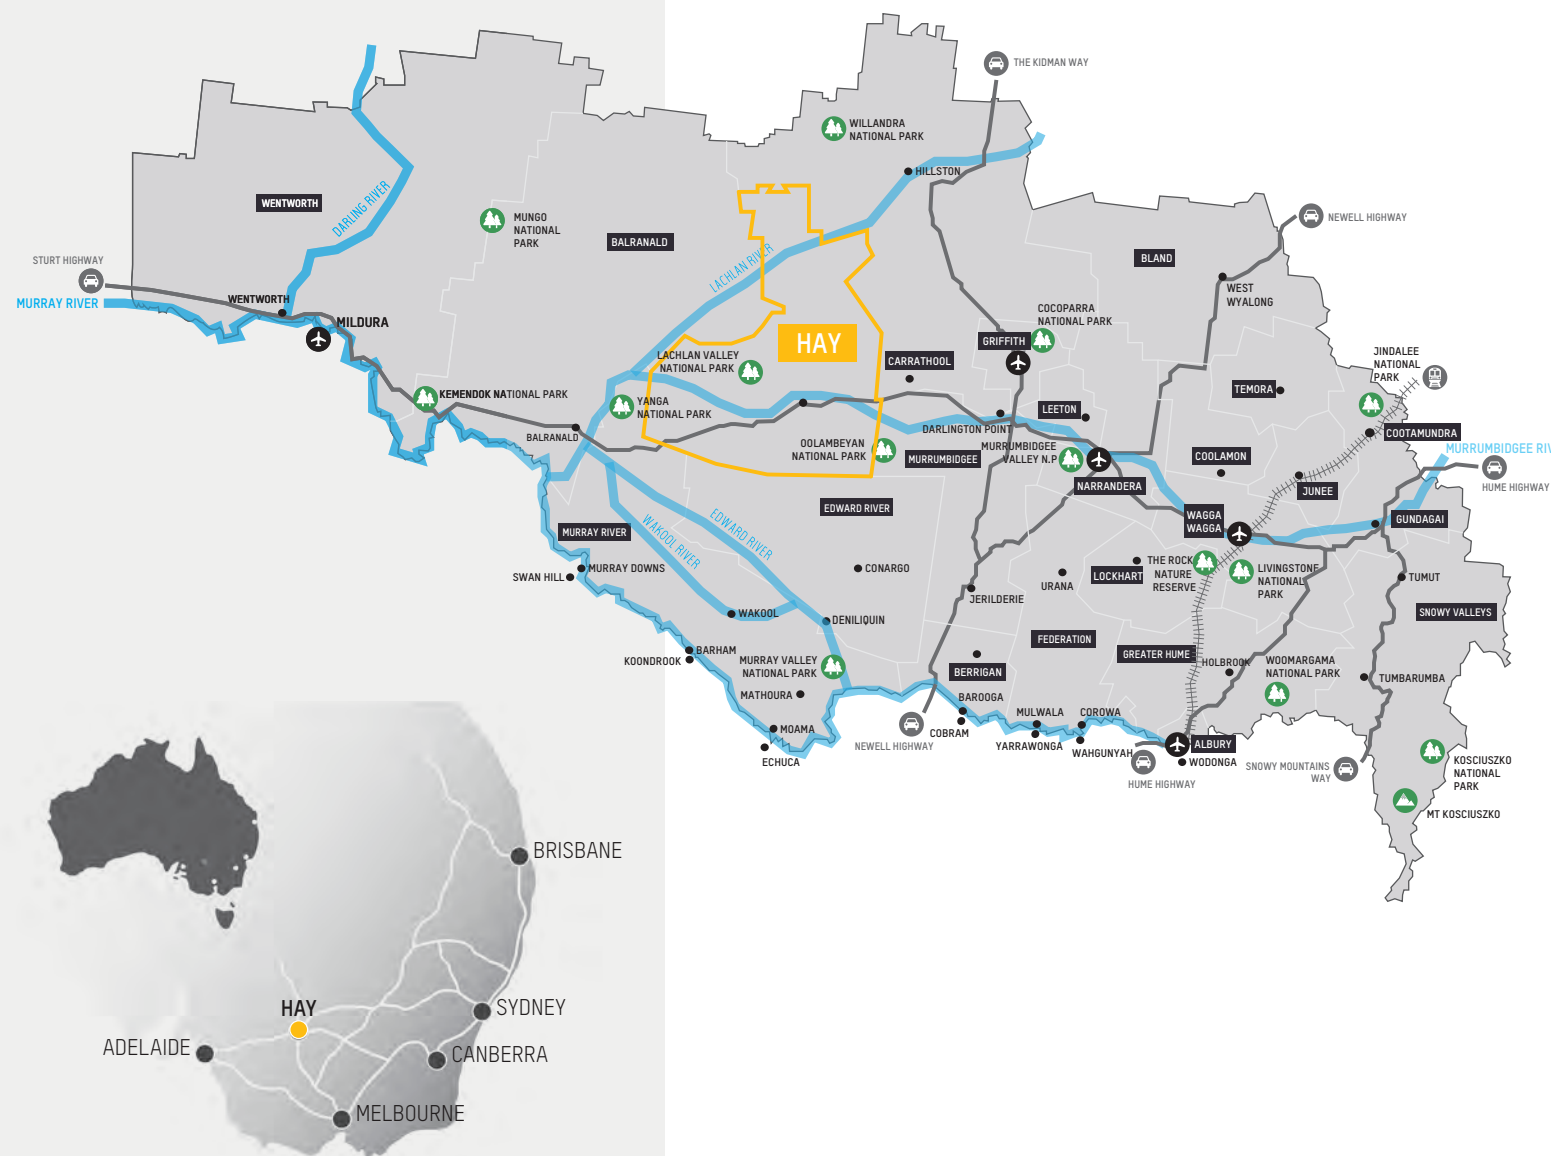 THE KIDMAN WAY
WILLANDRA
NATIONAL PARK
HILLSTON
WENTWORTH
DARLING RIVER
MUNGO
NATIONAL
PARK
BALRANALD
NEWELL HIGHWAY
BLAND
STURT HIGHWAY
LACHLAN RIVER
WEST
WYALONG
MURRAY RIVER
WENTWORTH
MILDURA
COCOPARRA
NATIONAL PARK
HAY
GRIFFITH
JINDALEE
NATIONAL
PARK
LACHLAN VALLEY
NATIONAL PARK
CARRATHOOL
TEMORA
KEMENDOK NATIONAL PARK
YANGA
NATIONAL PARK
LEETON
BALRANALD
DARLINGTON POINT
COOTAMUNDRA
OOLAMBEYAN
NATIONAL PARK
MURRUMBIDGEE
MURRUMBIDGEE
VALLEY N.P
COOLAMON
MURRUMBIDGEE RIV
HUME HIGHWAY
NARRANDERA
JUNEE
EDWARD RIVER
WAGGA
WAGGA
GUNDAGAI
MURRAY RIVER
WAKOOL RIVER
EDWARD RIVER
SWAN HILL
MURRAY DOWNS
CONARGO
URANA
LOCKHART
THE ROCK
NATURE
RESERVE
LIVINGSTONE
NATIONAL
PARK
TUMUT
JERILDERIE
SNOWY VALLEYS
WAKOOL
DENILIQUIN
FEDERATION
KOONDROOK
BARHAM
MURRAY VALLEY
NATIONAL PARK
BERRIGAN
GREATER HUME
HOLBROOK
WOOMARGAMA
NATIONAL PARK
TUMBARUMBA
MATHOURA
BAROOGA
MULWALA
COROWA
MOAMA
COBRAM
YARRAWONGA
WAHGUNYAH
ALBURY
NEWELL HIGHWAY
ECHUCA
WODONGA
HUME HIGHWAY
SNOWY MOUNTAINS
WAY
KOSCIUSZKO
NATIONAL
PARK
MT KOSCIUSZKO
BRISBANE
HAY
SYDNEY
ADELAIDE
CANBERRA
MELBOURNE